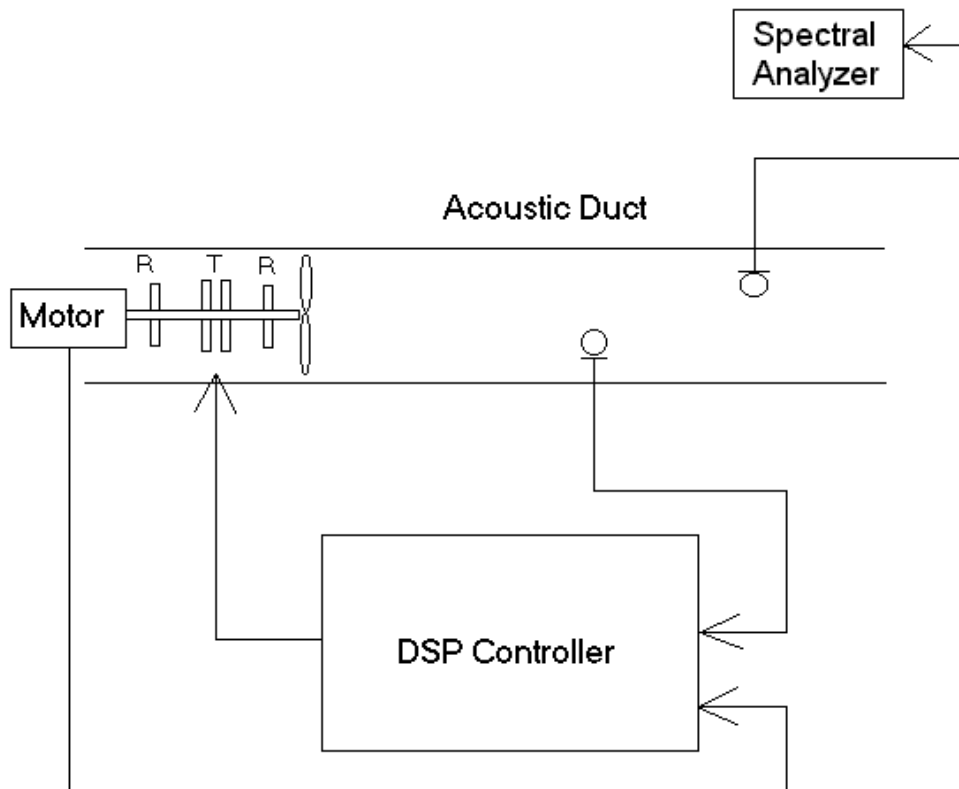 Spectral
Analyzer
Acoustic Duct
R T R
Motor
DSP Controller